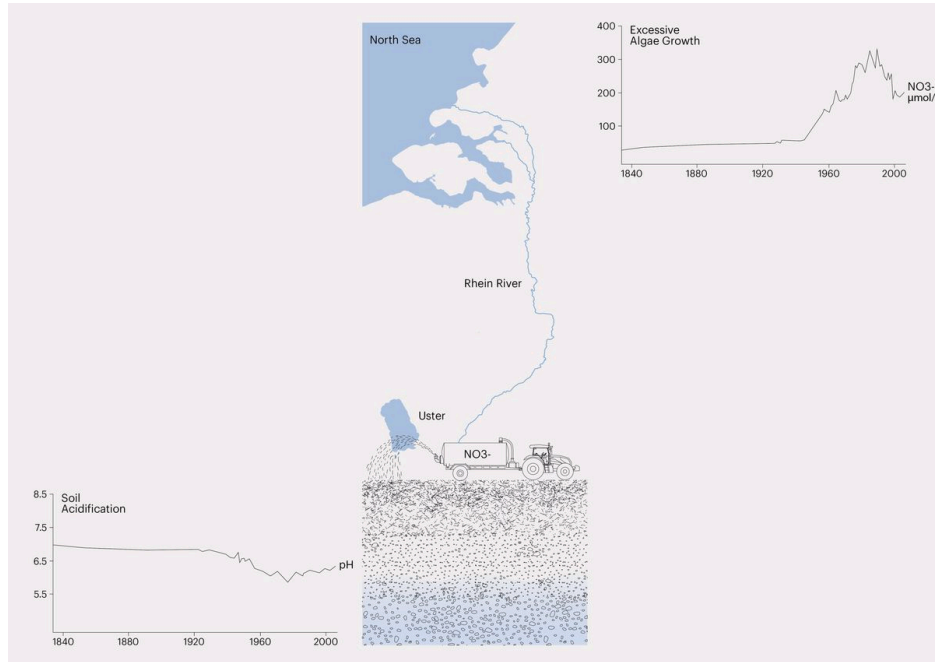 North Sea
400
Excessive
Algae Growth
300
200
100
NO3-
µmol/
1840
1880
1920
1960
2000
Rhein River
Uster
NO3-
8.5
Soil
Acidification
7.5
6.5
5.5
pH
1840
1880
1920
1960
2000